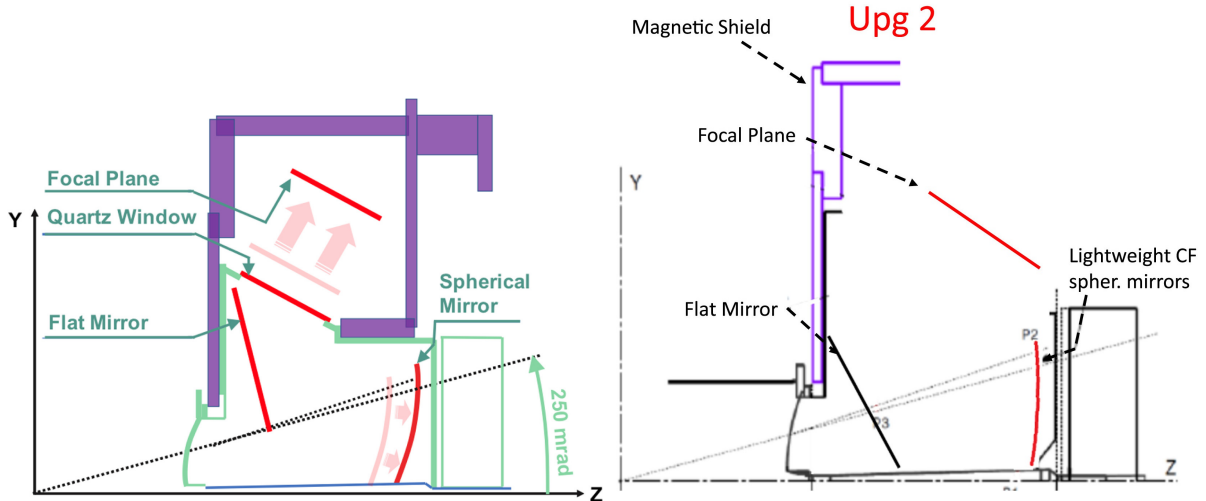 Focal Plane
Quartz Window
Y
Flat Mirror
Spherical
Mirror
250 mrad
Z
Upg 2
Magnetic Shield
Focal Plane
Y
Lightweight CF
spher. mirrors
Flat Mirror
P2
P3
Z